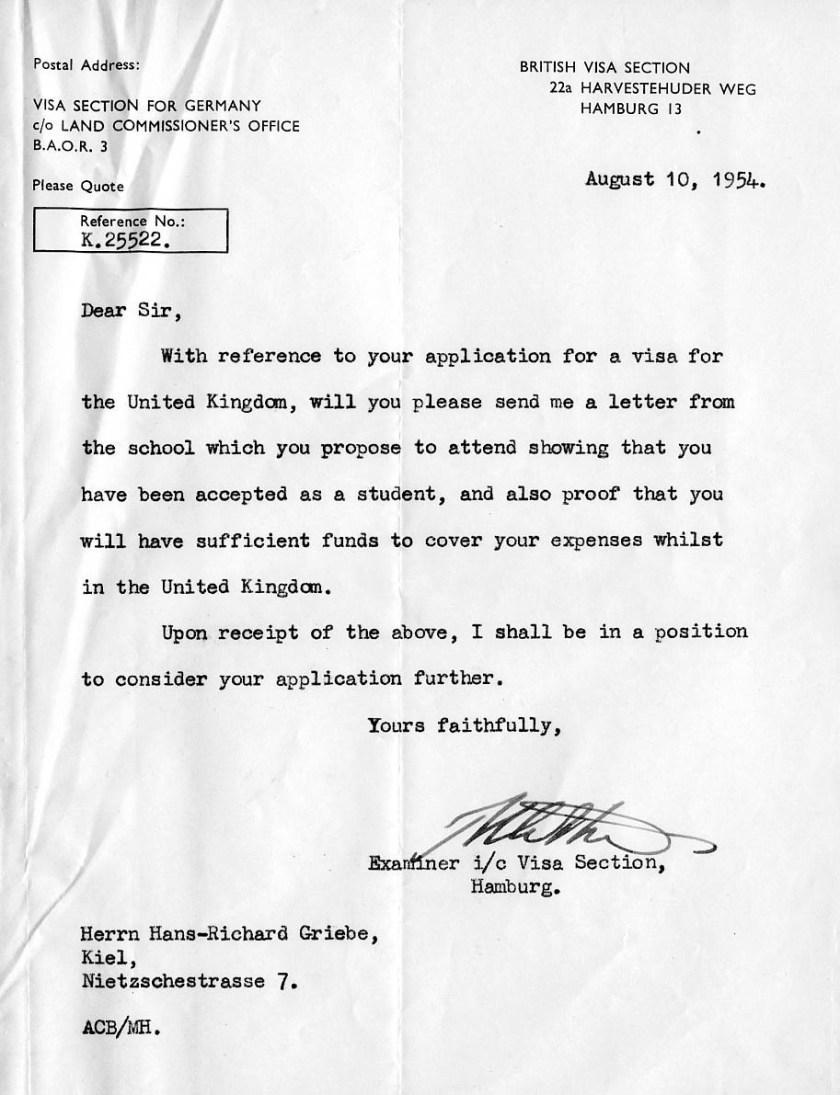 Postal Address:
VISA SECTION FOR GERMANY
c/o LAND COMMISSIONER'S OFFICE
B.A.O.R. 3
Please Quote
Reference No.:
K.25522.
BRITISH VISA SECTION
22a HARVESTEHUDER WEG
HAMBURG 13
August 10, 1954.
Dear Sir,
With reference to your application for a visa for
the United Kingdom, will you please send me a letter from
the school which you propose to attend showing that you
have been accepted as a student, and also proof that you
will have sufficient funds to cover your expenses whilst
in the United Kingdom.
Upon receipt of the above, I shall be in a position
to consider your application further.
Yours faithfully,
Examiner i/c Visa Section,
Hamburg.
Herrn Hans-Richard Griebe,
Kiel,
Nietzschestrasse 7.
ACB/MH.